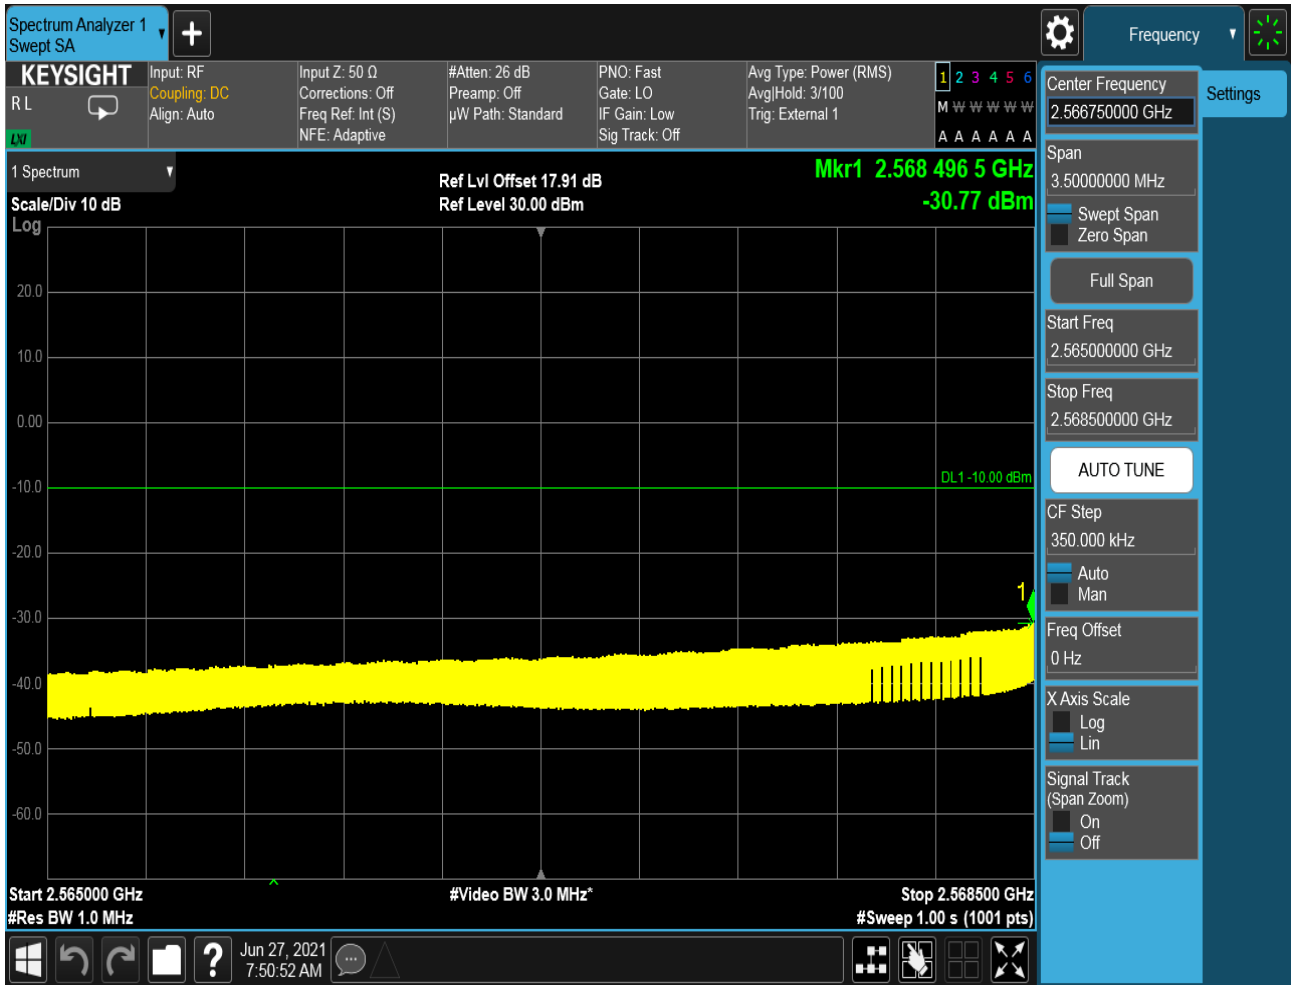 Spectrum Analyzer 1
Swept SA
Frequency
KEYSIGHT
R L
LXI
Input: RF
Coupling: DC
Align: Auto
Input Z: 50 Ω
Corrections: Off
Freq Ref: Int (S)
NFE: Adaptive
#Atten: 26 dB
Preamp: Off
µW Path: Standard
PNO: Fast
Gate: LO
IF Gain: Low
Sig Track: Off
Avg Type: Power (RMS)
Avg|Hold: 3/100
Trig: External 1
1 2 3 4 5 6
M W W W W W
A A A A A A
1 Spectrum
Scale/Div 10 dB
Log
Ref Lvl Offset 17.91 dB
Ref Level 30.00 dBm
Mkr1 2.568 496 5 GHz
-30.77 dBm
20.0
10.0
0.00
-10.0
DL1 -10.00 dBm
-20.0
1
-30.0
-40.0
-50.0
-60.0
Start 2.565000 GHz
#Res BW 1.0 MHz
#Video BW 3.0 MHz*
Stop 2.568500 GHz
#Sweep 1.00 s (1001 pts)
Jun 27, 2021
7:50:52 AM
Center Frequency
2.566750000 GHz
Settings
Span
3.50000000 MHz
Swept Span
Zero Span
Full Span
Start Freq
2.565000000 GHz
Stop Freq
2.568500000 GHz
AUTO TUNE
CF Step
350.000 kHz
Auto
Man
Freq Offset
0 Hz
X Axis Scale
Log
Lin
Signal Track
(Span Zoom)
On
Off